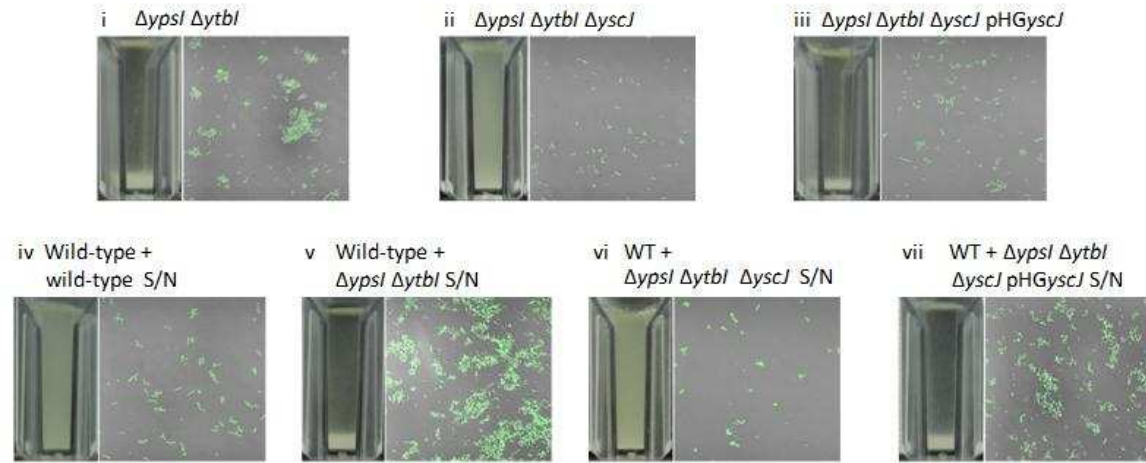 i ΔypsI ΔytbI
ii ΔypsI ΔytbI ΔyscJ
iii ΔypsI ΔytbI ΔyscJ pHGyscJ
iv Wild-type +
wild-type S/N
v Wild-type +
ΔypsI ΔytbI S/N
vi WT +
ΔypsI ΔytbI ΔyscJ S/N
vii WT + ΔypsI ΔytbI
ΔyscJ pHGyscJ S/N